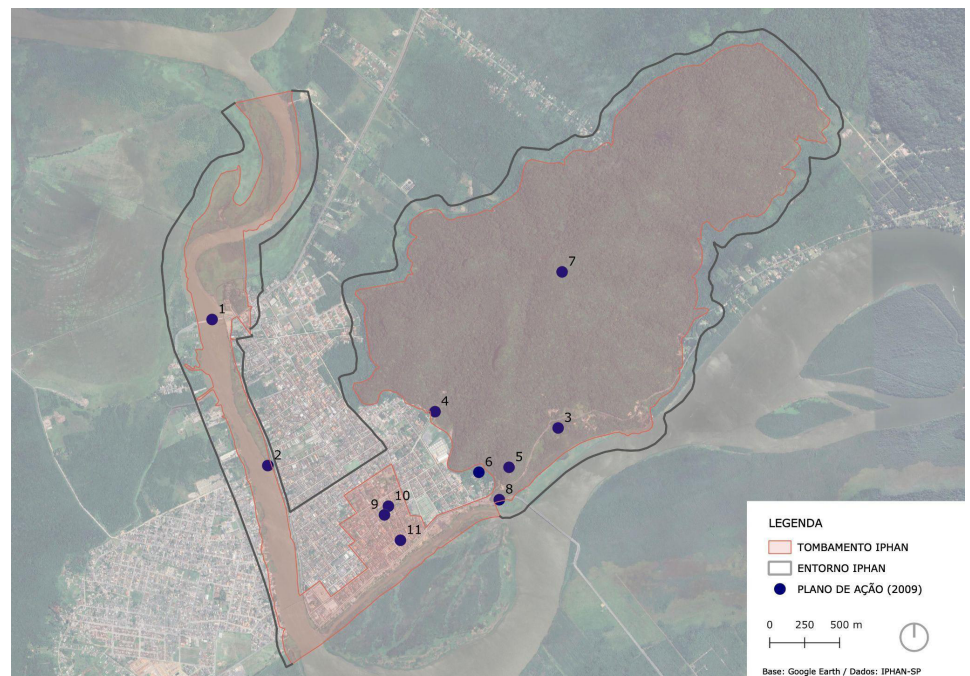 7
1
4
3
2
6
5
8
10
9
11
LEGENDA
TOMBAMENTO IPHAN
ENTORNO IPHAN
PLANO DE AÇÃO (2009)
0 250 500 m
Base: Google Earth / Dados: IPHAN-SP